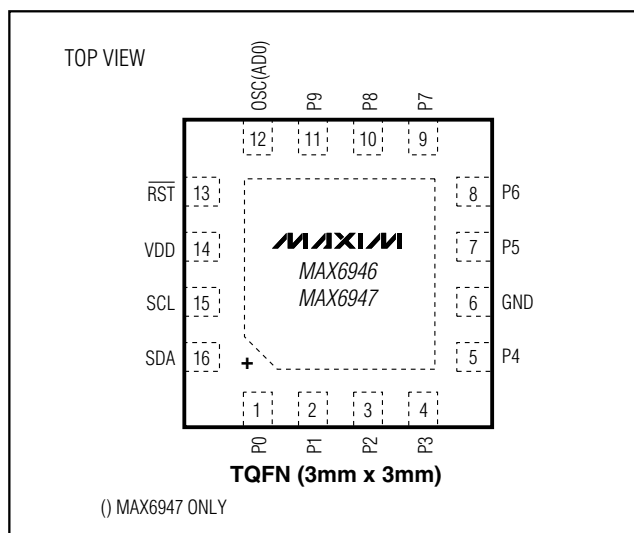 TOP VIEW
OSC(AD0) P9 P8 P7
12 11 10 9
RST 13 8 P6
VDD 14 7 P5
SCL 15 6 GND
SDA 16 5 P4
MAXIM
MAX6946
MAX6947
+
1 2 3 4
P0 P1 P2 P3
TQFN (3mm x 3mm)
() MAX6947 ONLY